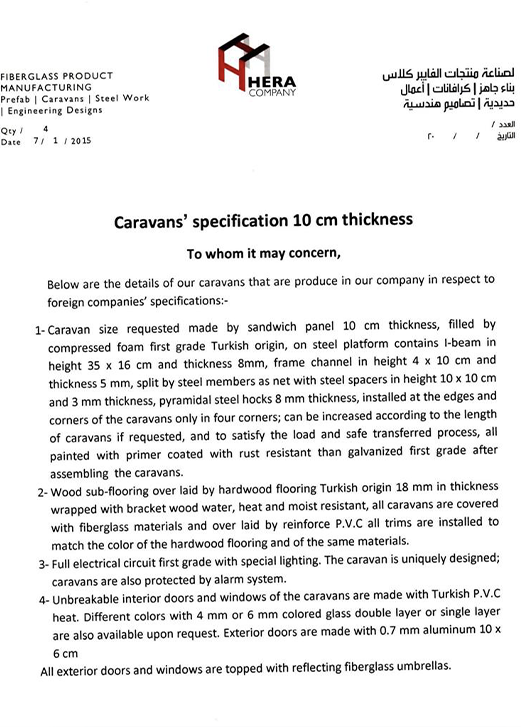 HERA
COMPANY
FIBERGLASS PRODUCT
MANUFACTURING
Prefab | Caravans | Steel Work
| Engineering Designs
Qty / 4
Date 7 / 1 / 2015
لصناعة منتجات الفايبر كلاس
بناء جاهز | كرافانات | أعمال
حديدية | تصاميم هندسية
العدد /
التاريخ / / ٢٠
Caravans' specification 10 cm thickness
To whom it may concern,
Below are the details of our caravans that are produce in our company in respect to
foreign companies' specifications:-
1- Caravan size requested made by sandwich panel 10 cm thickness, filled by
compressed foam first grade Turkish origin, on steel platform contains I-beam in
height 35 x 16 cm and thickness 8mm, frame channel in height 4 x 10 cm and
thickness 5 mm, split by steel members as net with steel spacers in height 10 x 10 cm
and 3 mm thickness, pyramidal steel hocks 8 mm thickness, installed at the edges and
corners of the caravans only in four corners; can be increased according to the length
of caravans if requested, and to satisfy the load and safe transferred process, all
painted with primer coated with rust resistant than galvanized first grade after
assembling the caravans.
2- Wood sub-flooring over laid by hardwood flooring Turkish origin 18 mm in thickness
wrapped with bracket wood water, heat and moist resistant, all caravans are covered
with fiberglass materials and over laid by reinforce P.V.C all trims are installed to
match the color of the hardwood flooring and of the same materials.
3- Full electrical circuit first grade with special lighting. The caravan is uniquely designed;
caravans are also protected by alarm system.
4- Unbreakable interior doors and windows of the caravans are made with Turkish P.V.C
heat. Different colors with 4 mm or 6 mm colored glass double layer or single layer
are also available upon request. Exterior doors are made with 0.7 mm aluminum 10 x
6 cm
All exterior doors and windows are topped with reflecting fiberglass umbrellas.